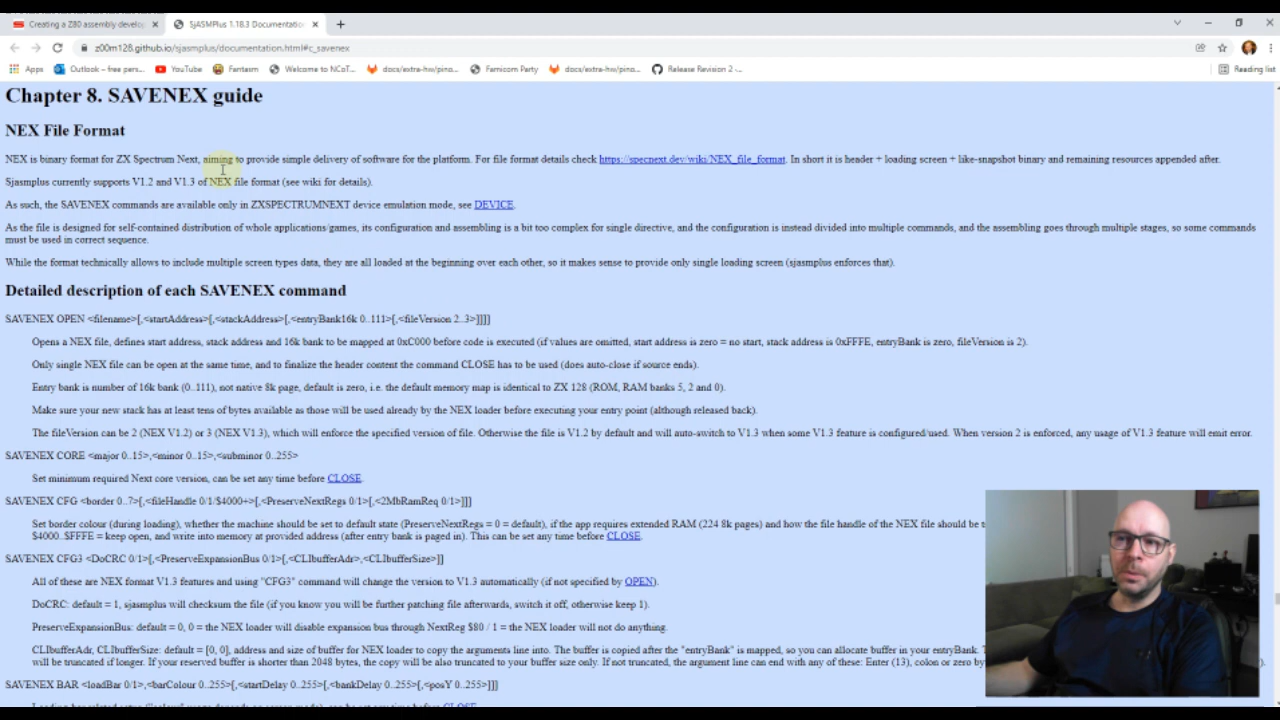 Creating a Z80 assembly develop
SjASMPlus 1.18.3 Documentatio
z00m128.github.io/sjasmplus/documentation.html#c_savenex
Apps
Outlook – free pers...
YouTube
Fantasm
Welcome to NCoT...
docs/extra-hw/pino...
Famicom Party
docs/extra-hw/pino...
Release Revision 2 -...
Reading list
Chapter 8. SAVENEX guide
NEX File Format
NEX is binary format for ZX Spectrum Next, aiming to provide simple delivery of software for the platform. For file format details check https://specnext.dev/wiki/NEX_file_format. In short it is header + loading screen + like-snapshot binary and remaining resources appended after.
Sjasmplus currently supports V1.2 and V1.3 of NEX file format (see wiki for details).
As such, the SAVENEX commands are available only in ZXSPECTRUMNEXT device emulation mode, see DEVICE.
As the file is designed for self-contained distribution of whole applications/games, its configuration and assembling is a bit too complex for single directive, and the configuration is instead divided into multiple commands, and the assembling goes through multiple stages, so some commands
must be used in correct sequence.
While the format technically allows to include multiple screen types data, they are all loaded at the beginning over each other, so it makes sense to provide only single loading screen (sjasmplus enforces that).
Detailed description of each SAVENEX command
SAVENEX OPEN <filename>[,<startAddress>[,<stackAddress>[,<entryBank16k 0..111>[,<fileVersion 2..3>]]]]
Opens a NEX file, defines start address, stack address and 16k bank to be mapped at 0xC000 before code is executed (if values are omitted, start address is zero = no start, stack address is 0xFFFE, entryBank is zero, fileVersion is 2).
Only single NEX file can be open at the same time, and to finalize the header content the command CLOSE has to be used (does auto-close if source ends).
Entry bank is number of 16k bank (0..111), not native 8k page, default is zero, i.e. the default memory map is identical to ZX 128 (ROM, RAM banks 5, 2 and 0).
Make sure your new stack has at least tens of bytes available as those will be used already by the NEX loader before executing your entry point (although released back).
The fileVersion can be 2 (NEX V1.2) or 3 (NEX V1.3), which will enforce the specified version of file. Otherwise the file is V1.2 by default and will auto-switch to V1.3 when some V1.3 feature is configured/used. When version 2 is enforced, any usage of V1.3 feature will emit error.
SAVENEX CORE <major 0..15>,<minor 0..15>,<subminor 0..255>
Set minimum required Next core version, can be set any time before CLOSE.
SAVENEX CFG <border 0..7>[,<fileHandle 0/1/$4000+>[,<PreserveNextRegs 0/1>[,<2MbRamReq 0/1>]]]
Set border colour (during loading), whether the machine should be set to default state (PreserveNextRegs = 0 = default), if the app requires extended RAM (224 8k pages) and how the file handle of the NEX file should be t
$4000..$FFFE = keep open, and write into memory at provided address (after entry bank is paged in). This can be set any time before CLOSE.
SAVENEX CFG3 <DoCRC 0/1>[,<PreserveExpansionBus 0/1>[,<CLIbufferAdr>,<CLIbufferSize>]]
All of these are NEX format V1.3 features and using "CFG3" command will change the version to V1.3 automatically (if not specified by OPEN).
DoCRC: default = 1, sjasmplus will checksum the file (if you know you will be further patching file afterwards, switch it off, otherwise keep 1).
PreserveExpansionBus: default = 0, 0 = the NEX loader will disable expansion bus through NextReg $80 / 1 = the NEX loader will not do anything.
CLIbufferAdr, CLIbufferSize: default = [0, 0], address and size of buffer for NEX loader to copy the arguments line into. The buffer is copied after the "entryBank" is mapped, so you can allocate buffer in your entryBank. T
will be truncated if longer. If your reserved buffer is shorter than 2048 bytes, the copy will be also truncated to your buffer size only. If not truncated, the argument line can end with any of these: Enter (13), colon or zero by ).
SAVENEX BAR <loadBar 0/1>,<barColour 0..255>[,<startDelay 0..255>[,<bankDelay 0..255>[,<posY 0..255>]]]